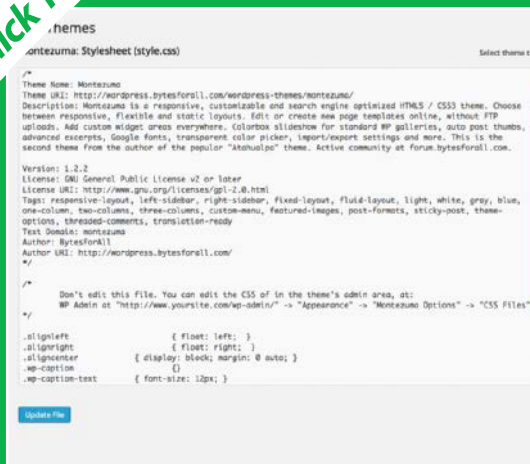 ick
hemes
ontezuma: Stylesheet (style.css)
Select theme t
/*
Theme Name: Montezuma
Theme URI: http://wordpress.bytesforall.com/wordpress-themes/montezuma/
Description: Montezuma is a responsive, customizable and search engine optimized HTML5 / CSS3 theme. Choose
between responsive, flexible and static layouts. Edit or create new page templates online, without FTP
uploads. Add custom widget areas everywhere. Colorbox slideshow for standard WP galleries, auto post thumbs,
advanced excerpts, Google fonts, transparent color picker, import/export settings and more. This is the
second theme from the author of the popular "Atahualpa" theme. Active community at forum.bytesforall.com.
Version: 1.2.2
License: GNU General Public License v2 or later
License URI: http://www.gnu.org/licenses/gpl-2.0.html
Tags: responsive-layout, left-sidebar, right-sidebar, fixed-layout, fluid-layout, light, white, gray, blue,
one-column, two-columns, three-columns, custom-menu, featured-images, post-formats, sticky-post, theme-
options, threaded-comments, translation-ready
Text Domain: montezuma
Author: BytesForAll
Author URI: http://wordpress.bytesforall.com/
*/
/*
Don't edit this file. You can edit the CSS of in the theme's admin area, at:
WP Admin at "http://www.yoursite.com/wp-admin/" -> "Appearance" -> "Montezuma Options" -> "CSS Files"
*/
.alignleft { float: left; }
.alignright { float: right; }
.aligncenter { display: block; margin: 0 auto; }
.wp-caption {}
.wp-caption-text { font-size: 12px; }
Update File